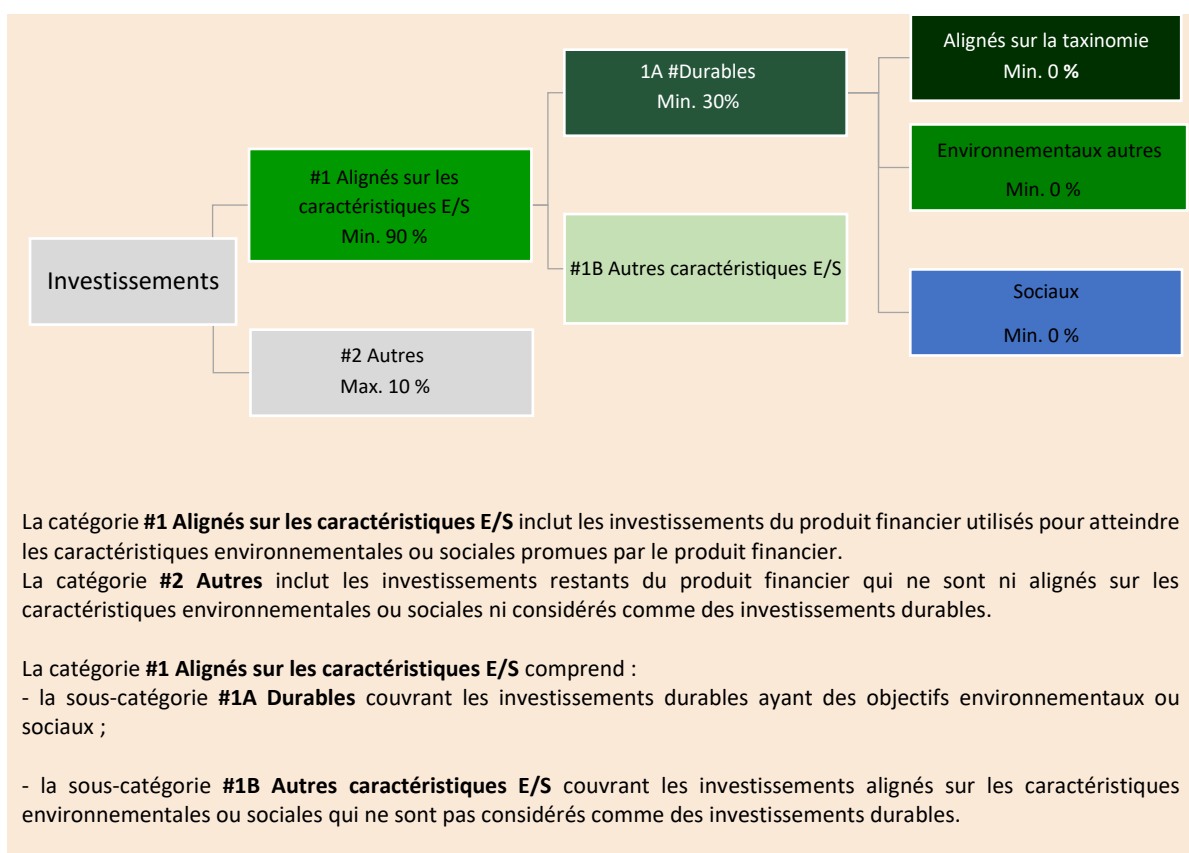 Alignés sur la taxinomie
Min. 0 %
1A #Durables
Min. 30%
Environnementaux autres
Min. 0 %
#1 Alignés sur les
caractéristiques E/S
Min. 90 %
#1B Autres caractéristiques E/S
Investissements
Sociaux
Min. 0 %
#2 Autres
Max. 10 %
La catégorie #1 Alignés sur les caractéristiques E/S inclut les investissements du produit financier utilisés pour atteindre
les caractéristiques environnementales ou sociales promues par le produit financier.
La catégorie #2 Autres inclut les investissements restants du produit financier qui ne sont ni alignés sur les
caractéristiques environnementales ou sociales ni considérés comme des investissements durables.
La catégorie #1 Alignés sur les caractéristiques E/S comprend :
- la sous-catégorie #1A Durables couvrant les investissements durables ayant des objectifs environnementaux ou
sociaux ;
- la sous-catégorie #1B Autres caractéristiques E/S couvrant les investissements alignés sur les caractéristiques
environnementales ou sociales qui ne sont pas considérés comme des investissements durables.